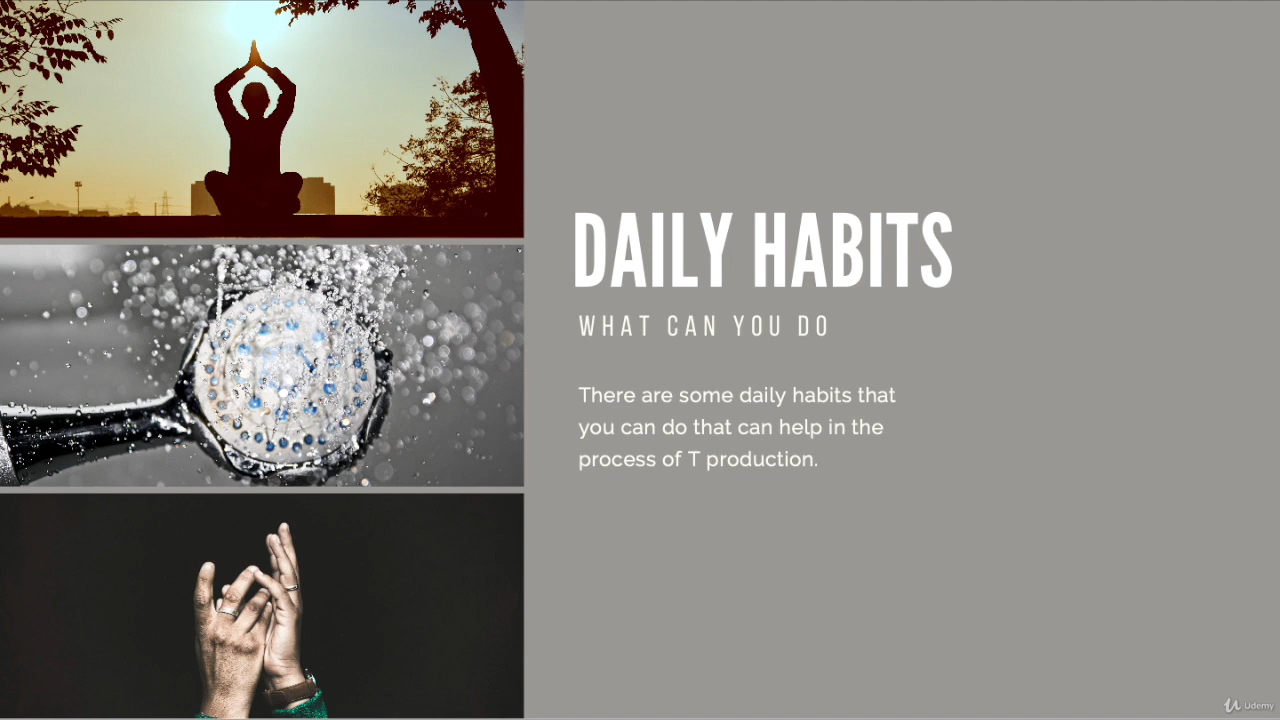 DAILY HABITS
WHAT CAN YOU DO
There are some daily habits that
you can do that can help in the
process of T production.
Udemy